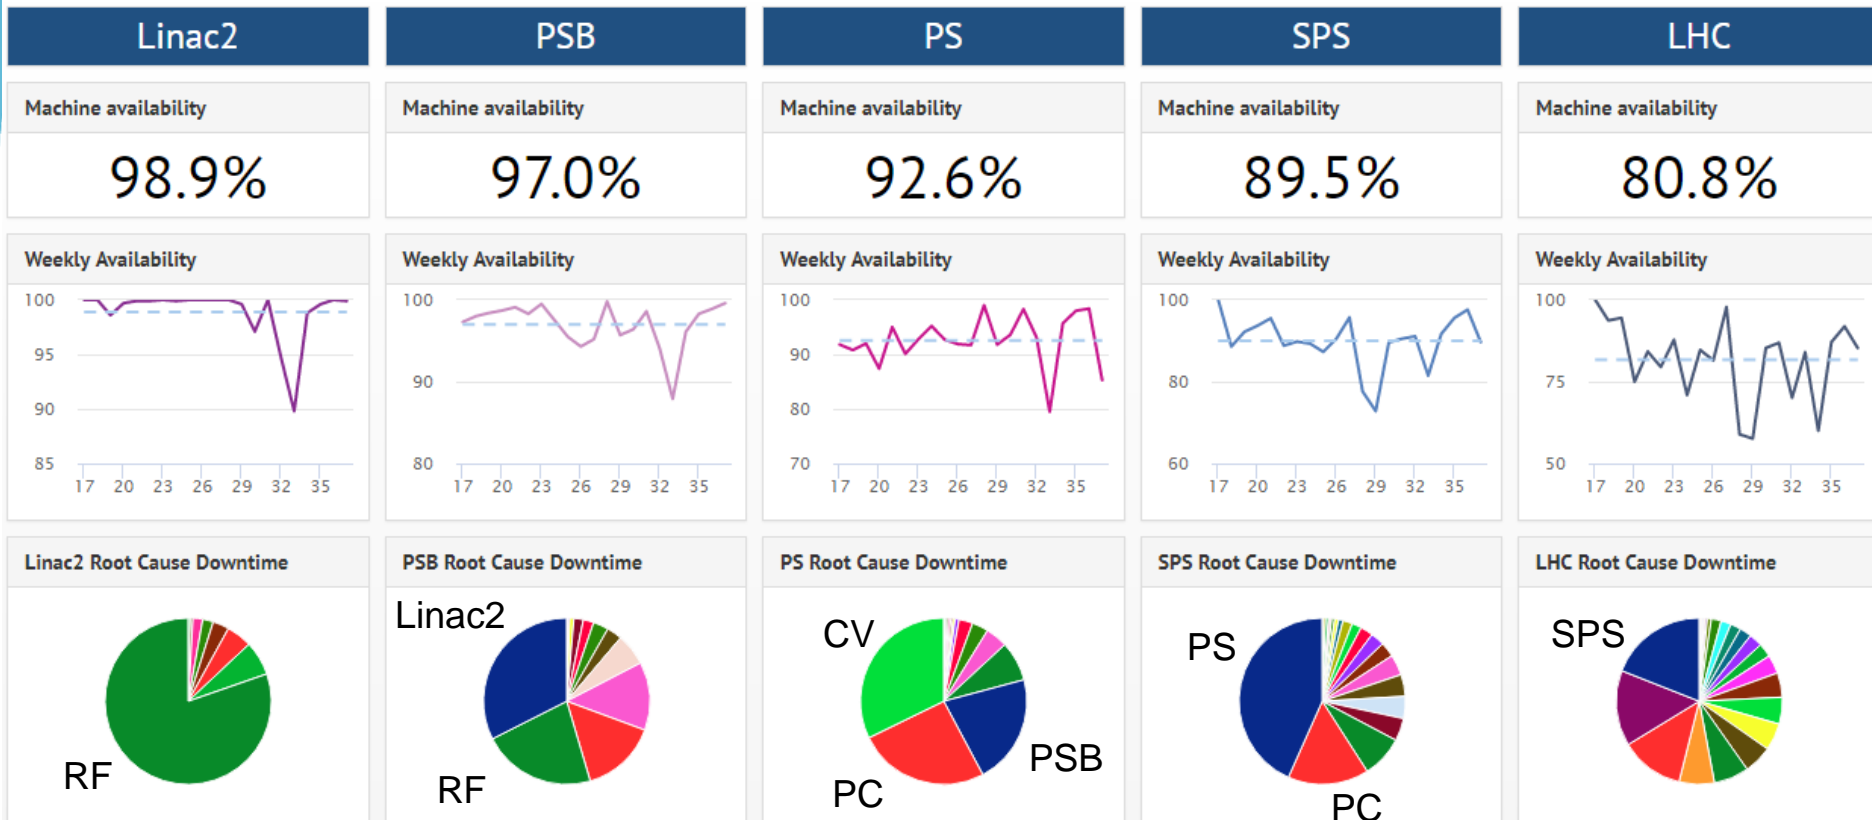 Linac2 PSB PS SPS LHC
Machine availability Machine availability Machine availability Machine availability Machine availability
98.9% 97.0% 92.6% 89.5% 80.8%
Weekly Availability Weekly Availability Weekly Availability Weekly Availability Weekly Availability
100 100 100 100 100
95 90 90 80 75
90 80 80 60 50
85 70
17 20 23 26 29 32 35 17 20 23 26 29 32 35 17 20 23 26 29 32 35 17 20 23 26 29 32 35 17 20 23 26 29 32 35
Linac2 Root Cause Downtime PSB Root Cause Downtime PS Root Cause Downtime SPS Root Cause Downtime LHC Root Cause Downtime
Linac2 CV PS SPS
RF RF PC PSB PC